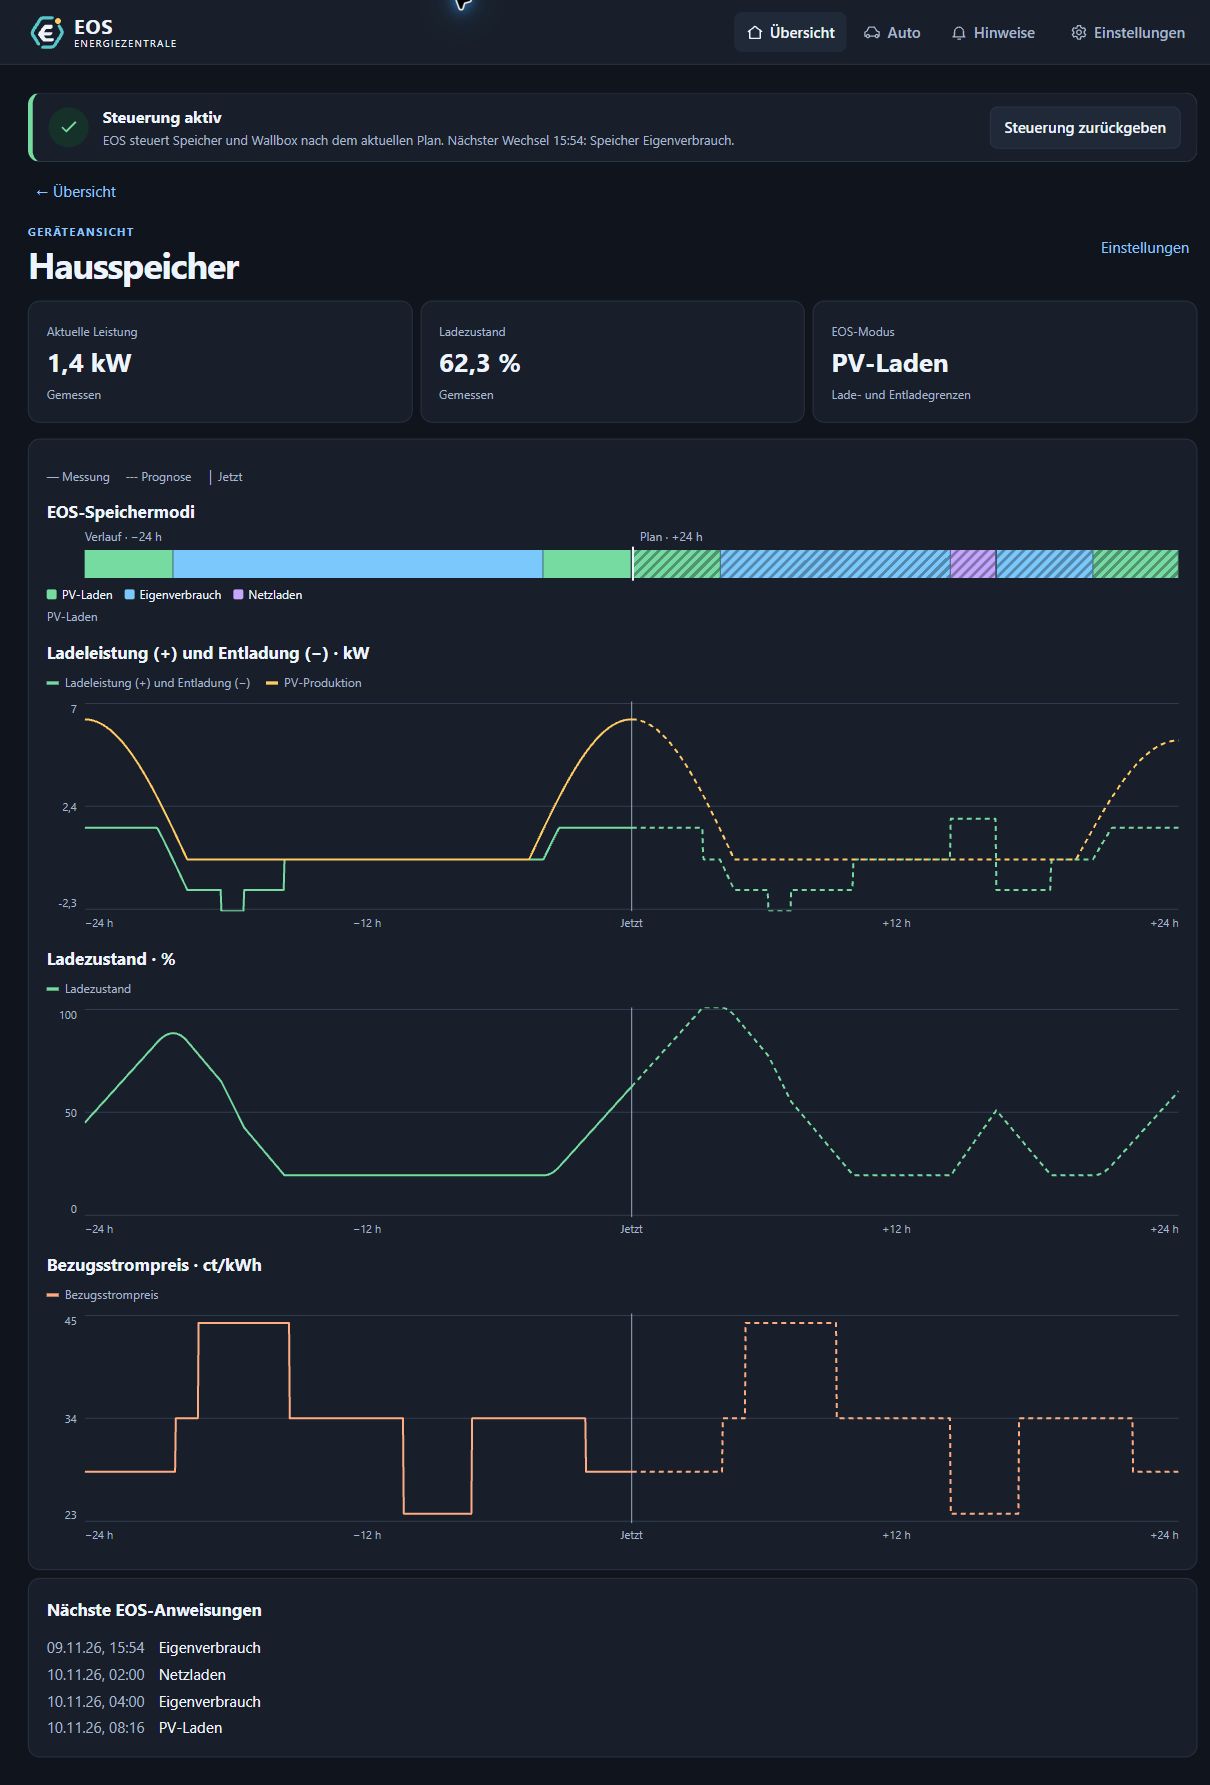 EOS
ENERGIEZENTRALE
Übersicht
Auto
Hinweise
Einstellungen
Steuerung aktiv
EOS steuert Speicher und Wallbox nach dem aktuellen Plan. Nächster Wechsel 15:54: Speicher Eigenverbrauch.
Steuerung zurückgeben
← Übersicht
GERÄTEANSICHT
Hausspeicher
Einstellungen
Aktuelle Leistung
1,4 kW
Gemessen
Ladezustand
62,3 %
Gemessen
EOS-Modus
PV-Laden
Lade- und Entladegrenzen
— Messung --- Prognose | Jetzt
EOS-Speichermodi
Verlauf · −24 h
Plan · +24 h
PV-Laden Eigenverbrauch Netzladen
PV-Laden
Ladeleistung (+) und Entladung (−) · kW
Ladeleistung (+) und Entladung (−) PV-Produktion
7
2,4
-2,3
−24 h −12 h Jetzt +12 h +24 h
Ladezustand · %
Ladezustand
100
50
0
−24 h −12 h Jetzt +12 h +24 h
Bezugsstrompreis · ct/kWh
Bezugsstrompreis
45
34
23
−24 h −12 h Jetzt +12 h +24 h
Nächste EOS-Anweisungen
09.11.26, 15:54 Eigenverbrauch
10.11.26, 02:00 Netzladen
10.11.26, 04:00 Eigenverbrauch
10.11.26, 08:16 PV-Laden